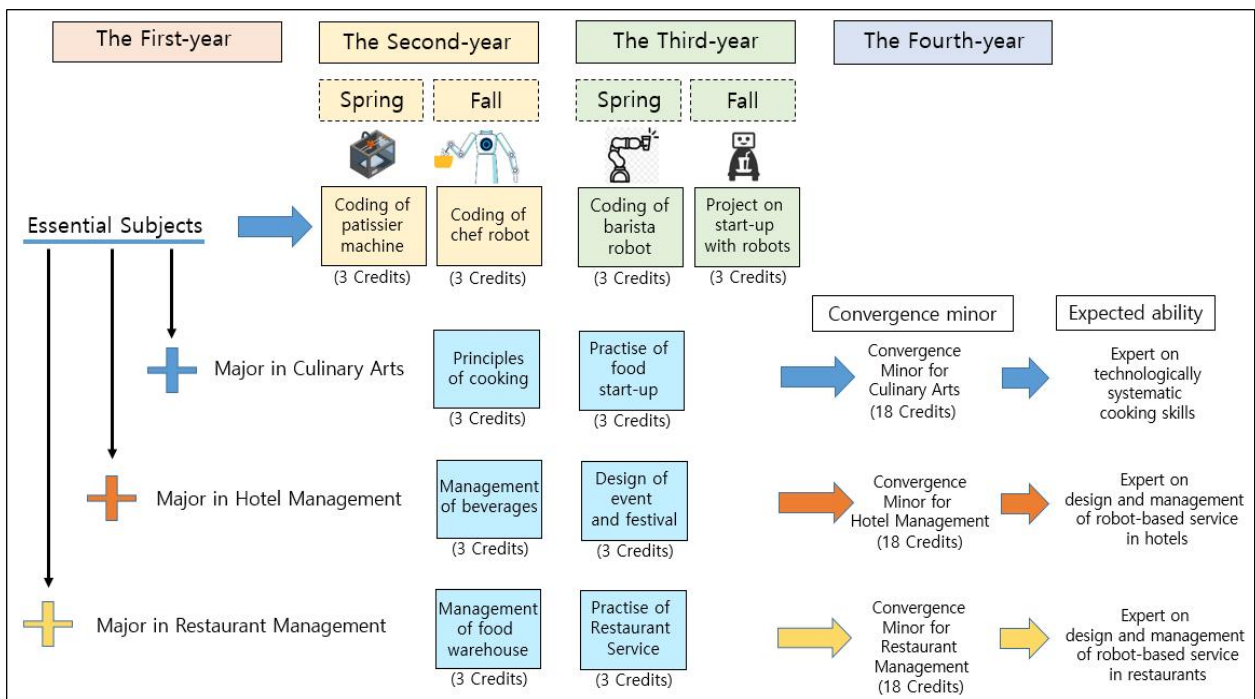 The First-year
The Second-year
The Third-year
The Fourth-year
Spring
Fall
Spring
Fall
Essential Subjects
Coding of
patissier
machine
(3 Credits)
Coding of
chef robot
(3 Credits)
Coding of
barista
robot
(3 Credits)
Project on
start-up
with robots
(3 Credits)
Convergence minor
Expected ability
Major in Culinary Arts
Principles
of cooking
(3 Credits)
Practise of
food
start-up
(3 Credits)
Convergence
Minor for
Culinary Arts
(18 Credits)
Expert on
technologically
systematic
cooking skills
Major in Hotel Management
Management
of beverages
(3 Credits)
Design of
event
and festival
(3 Credits)
Convergence
Minor for
Hotel Management
(18 Credits)
Expert on
design and management
of robot-based service
in hotels
Major in Restaurant Management
Management
of food
warehouse
(3 Credits)
Practise of
Restaurant
Service
(3 Credits)
Convergence
Minor for
Restaurant
Management
(18 Credits)
Expert on
design and management
of robot-based service
in restaurants